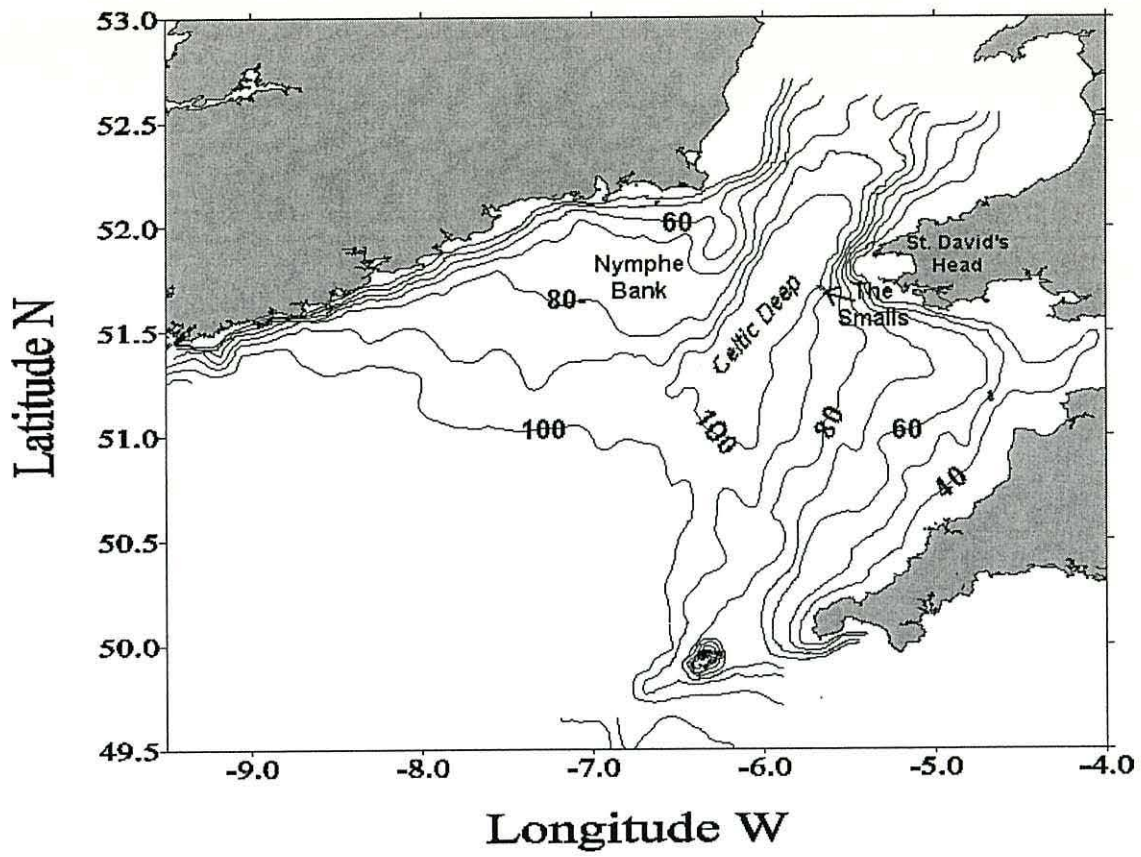 53.0
52.5
52.0
51.5
51.0
50.5
50.0
49.5
Latitude N
-9.0
-8.0
-7.0
-6.0
-5.0
-4.0
Longitude W
60
Nymphe
Bank
80
100
Celtic Deep
100
80
60
40
St. David's
Head
The
Smalls